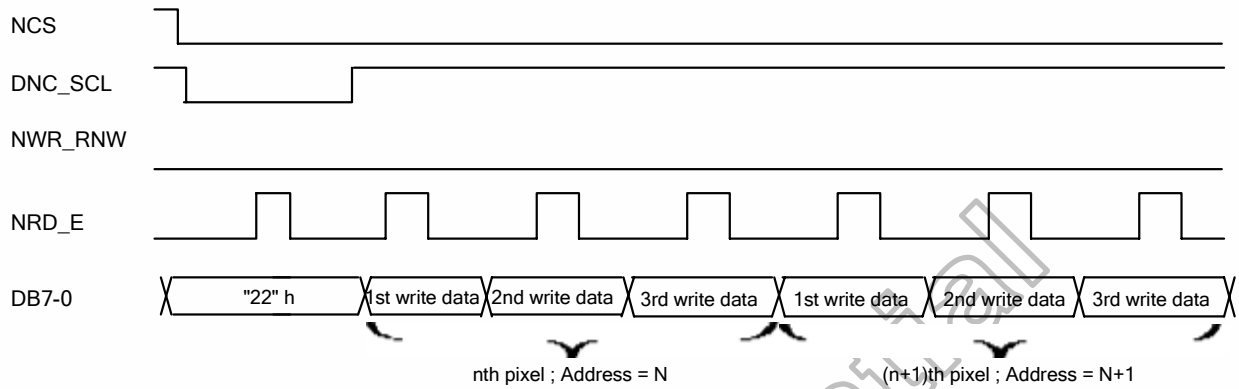 NCS
DNC_SCL
NWR_RNW
NRD_E
DB7-0 "22" h 1st write data 2nd write data 3rd write data 1st write data 2nd write data 3rd write data
nth pixel ; Address = N (n+1)th pixel ; Address = N+1